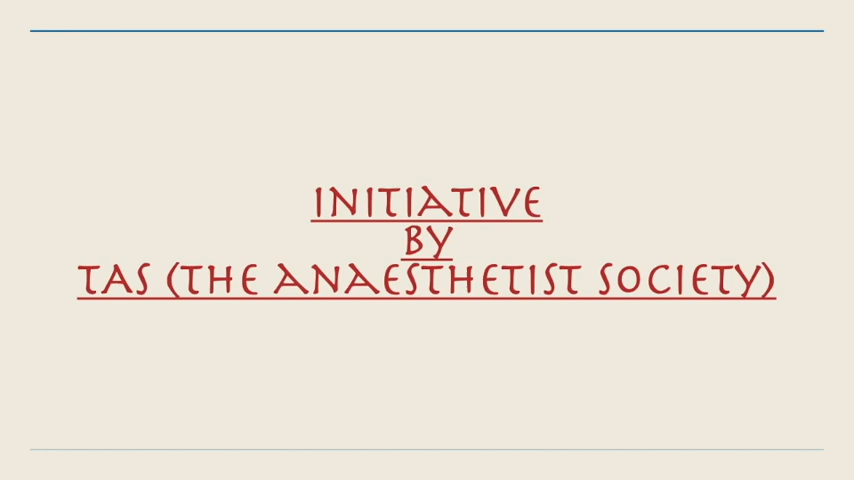 INITIATIVE
BY
TAS (THE ANAESTHETIST SOCIETY)